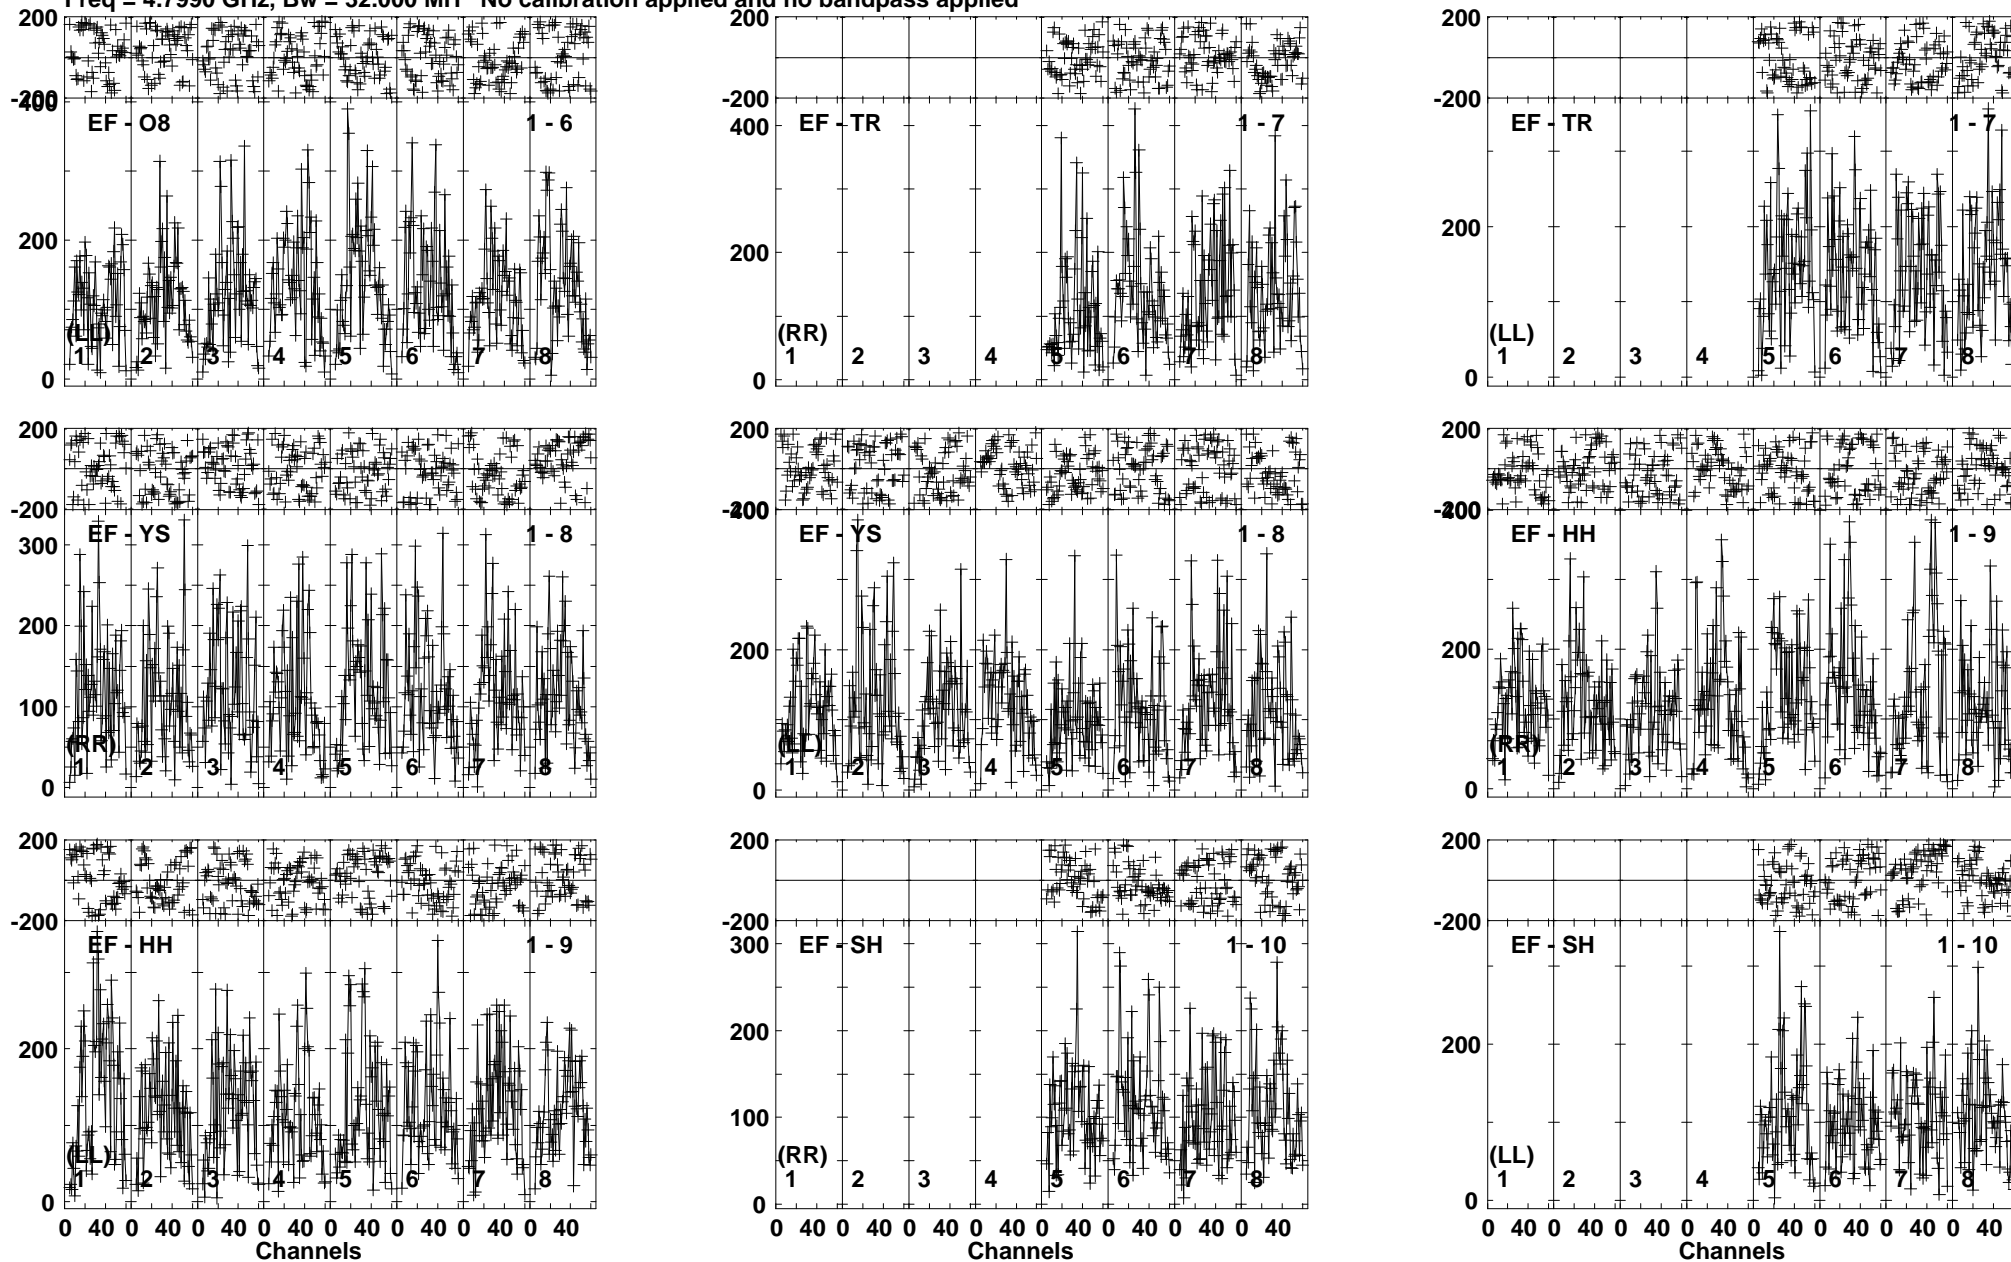 Freq = 4.7990 GHz, Bw = 32.000 MH No calibration applied and no bandpass applied
200 200 200
-200 -200 -200
400
EF - O8 1 - 6 EF - TR 1 - 7 EF - TR 1 - 7
400
200 200 200
(LL) (RR) (LL)
1 2 3 4 5 6 7 8 1 2 3 4 5 6 7 8 1 2 3 4 5 6 7 8
0 0 0
200 200 200
-200 -200 -200
400 400
EF - YS 1 - 8 EF - YS 1 - 8 EF - HH 1 - 9
300
200 200 200
100
(RR) (LL) (RR)
1 2 3 4 5 6 7 8 1 2 3 4 5 6 7 8 1 2 3 4 5 6 7 8
0 0 0
200 200 200
-200 -200 -200
EF - HH 1 - 9 EF - SH 1 - 10 EF - SH 1 - 10
300
200 200 200
100
(LL) (RR) (LL)
1 2 3 4 5 6 7 8 1 2 3 4 5 6 7 8 1 2 3 4 5 6 7 8
0 0 0
0 40 0 40 0 40 0 40 0 40 0 40 0 40 0 40 0 40 0 40 0 40 0 40 0 40 0 40 0 40 0 40 0 40 0 40 0 40 0 40 0 40 0 40 0 40 0 40
Channels Channels Channels